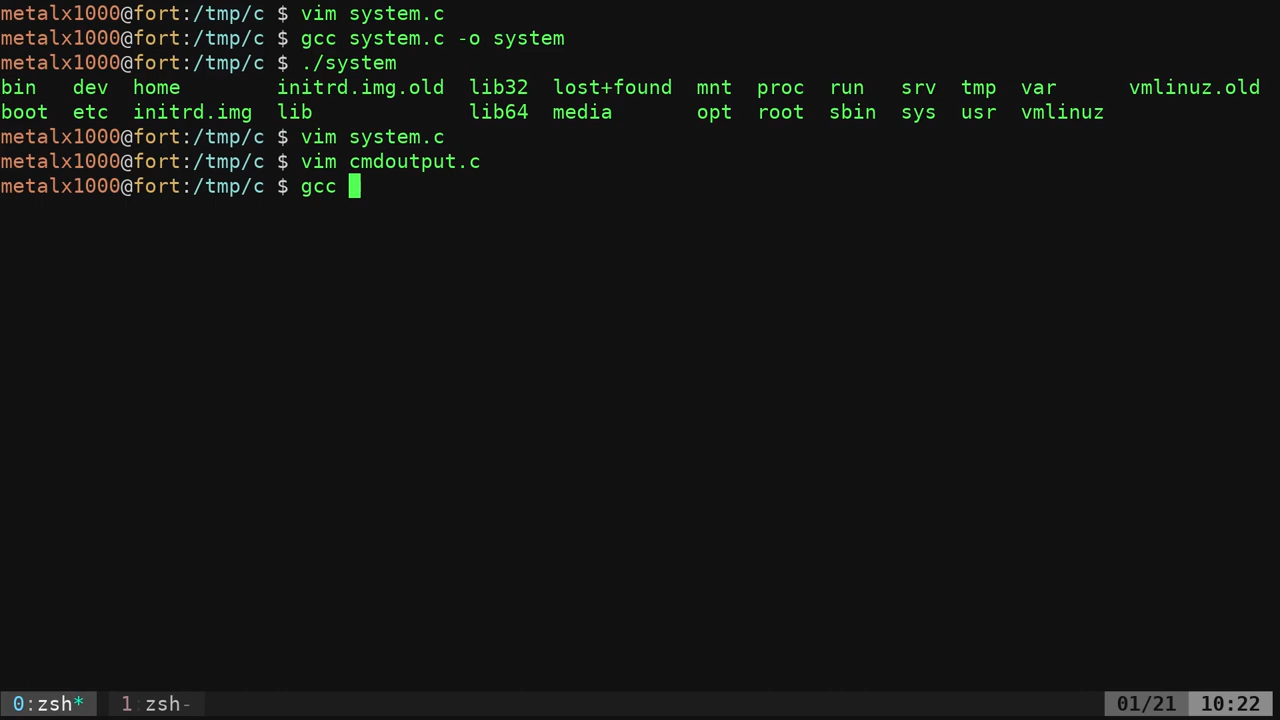 metalx1000@fort:/tmp/c $ vim system.c
metalx1000@fort:/tmp/c $ gcc system.c -o system
metalx1000@fort:/tmp/c $ ./system
bin   dev  home        initrd.img.old  lib32  lost+found  mnt  proc  run   srv  tmp  var      vmlinuz.old
boot  etc  initrd.img  lib             lib64  media       opt  root  sbin  sys  usr  vmlinuz
metalx1000@fort:/tmp/c $ vim system.c
metalx1000@fort:/tmp/c $ vim cmdoutput.c
metalx1000@fort:/tmp/c $ gcc
0:zsh* 1:zsh- 01/21 10:22